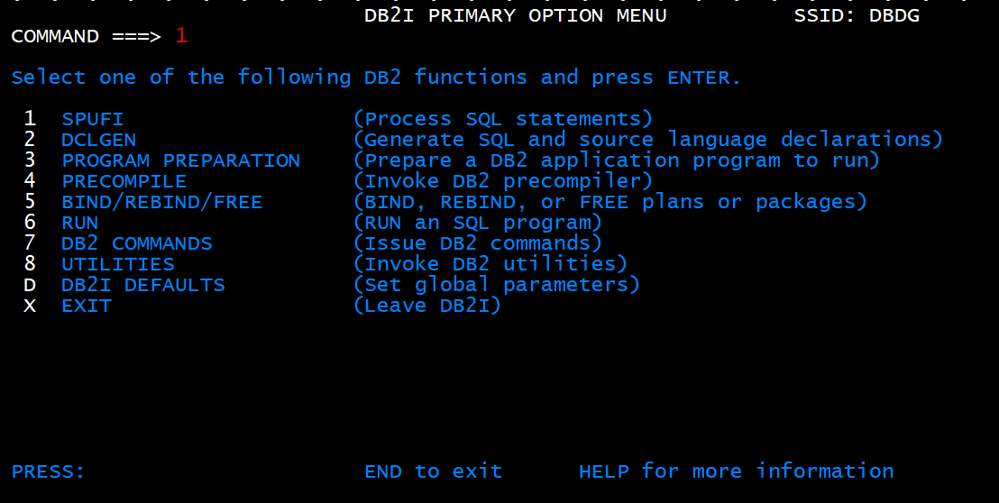 DB2I PRIMARY OPTION MENU SSID: DBDG
COMMAND ===> 1
Select one of the following DB2 functions and press ENTER.
1 SPUFI (Process SQL statements)
2 DCLGEN (Generate SQL and source language declarations)
3 PROGRAM PREPARATION (Prepare a DB2 application program to run)
4 PRECOMPILE (Invoke DB2 precompiler)
5 BIND/REBIND/FREE (BIND, REBIND, or FREE plans or packages)
6 RUN (RUN an SQL program)
7 DB2 COMMANDS (Issue DB2 commands)
8 UTILITIES (Invoke DB2 utilities)
D DB2I DEFAULTS (Set global parameters)
X EXIT (Leave DB2I)
PRESS: END to exit HELP for more information